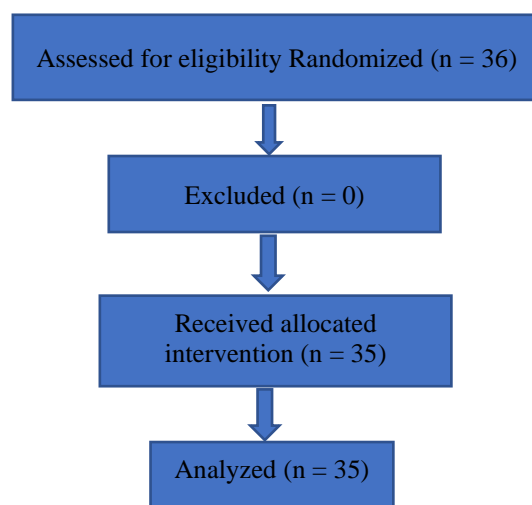 Assessed for eligibility Randomized (n = 36)
Excluded (n = 0)
Received allocated
intervention (n = 35)
Analyzed (n = 35)